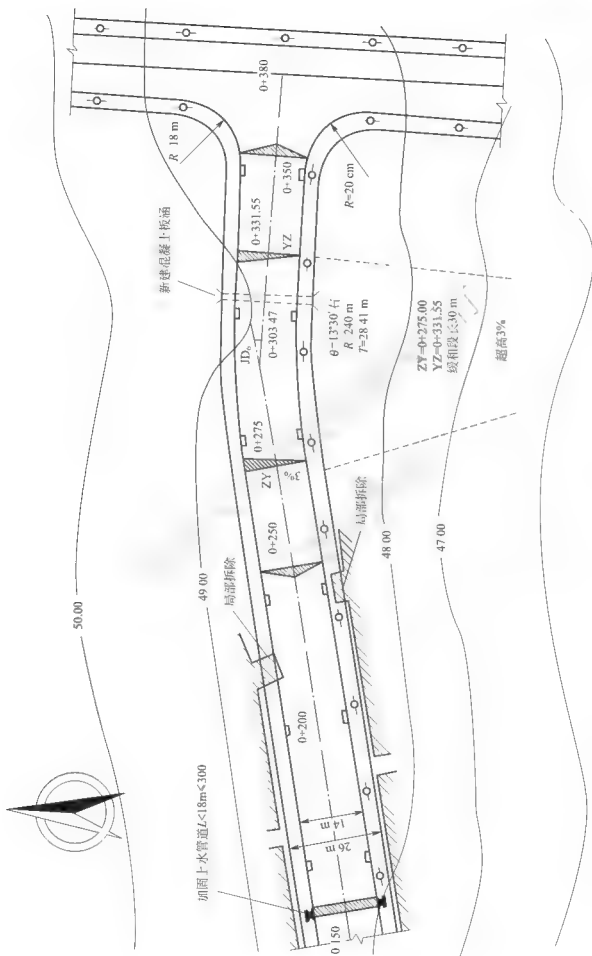 0+380
R 18 m
0+350
R=20 cm
0+331.55
YZ
新建混凝土板涵
0+303 47
JD₆
θ=13°30′右
R 240 m
T=28.41 m
ZY=0+275.00
YZ=0+331.55
缓和段长30 m
超高3%
0+275
ZY
3%
0+250
局部拆除
局部拆除
50.00
49 00
48 00
47 00
0+200
加固上水管道L<18m≤300
14 m
26 m
0 150